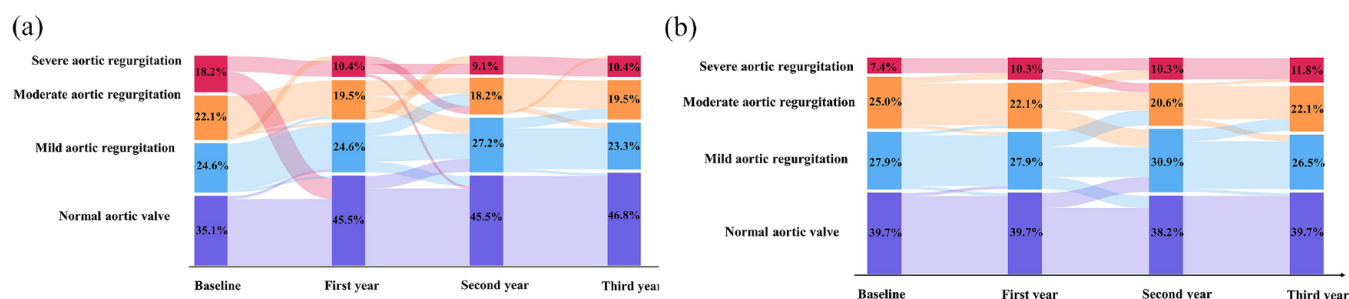 (a)
Severe aortic regurgitation 18.2% 10.4% 9.1% 10.4%
Moderate aortic regurgitation 22.1% 19.5% 18.2% 19.5%
Mild aortic regurgitation 24.6% 24.6% 27.2% 23.3%
Normal aortic valve 35.1% 45.5% 45.5% 46.8%
Baseline First year Second year Third year
(b)
Severe aortic regurgitation 7.4% 10.3% 10.3% 11.8%
Moderate aortic regurgitation 25.0% 22.1% 20.6% 22.1%
Mild aortic regurgitation 27.9% 27.9% 30.9% 26.5%
Normal aortic valve 39.7% 39.7% 38.2% 39.7%
Baseline First year Second year Third year